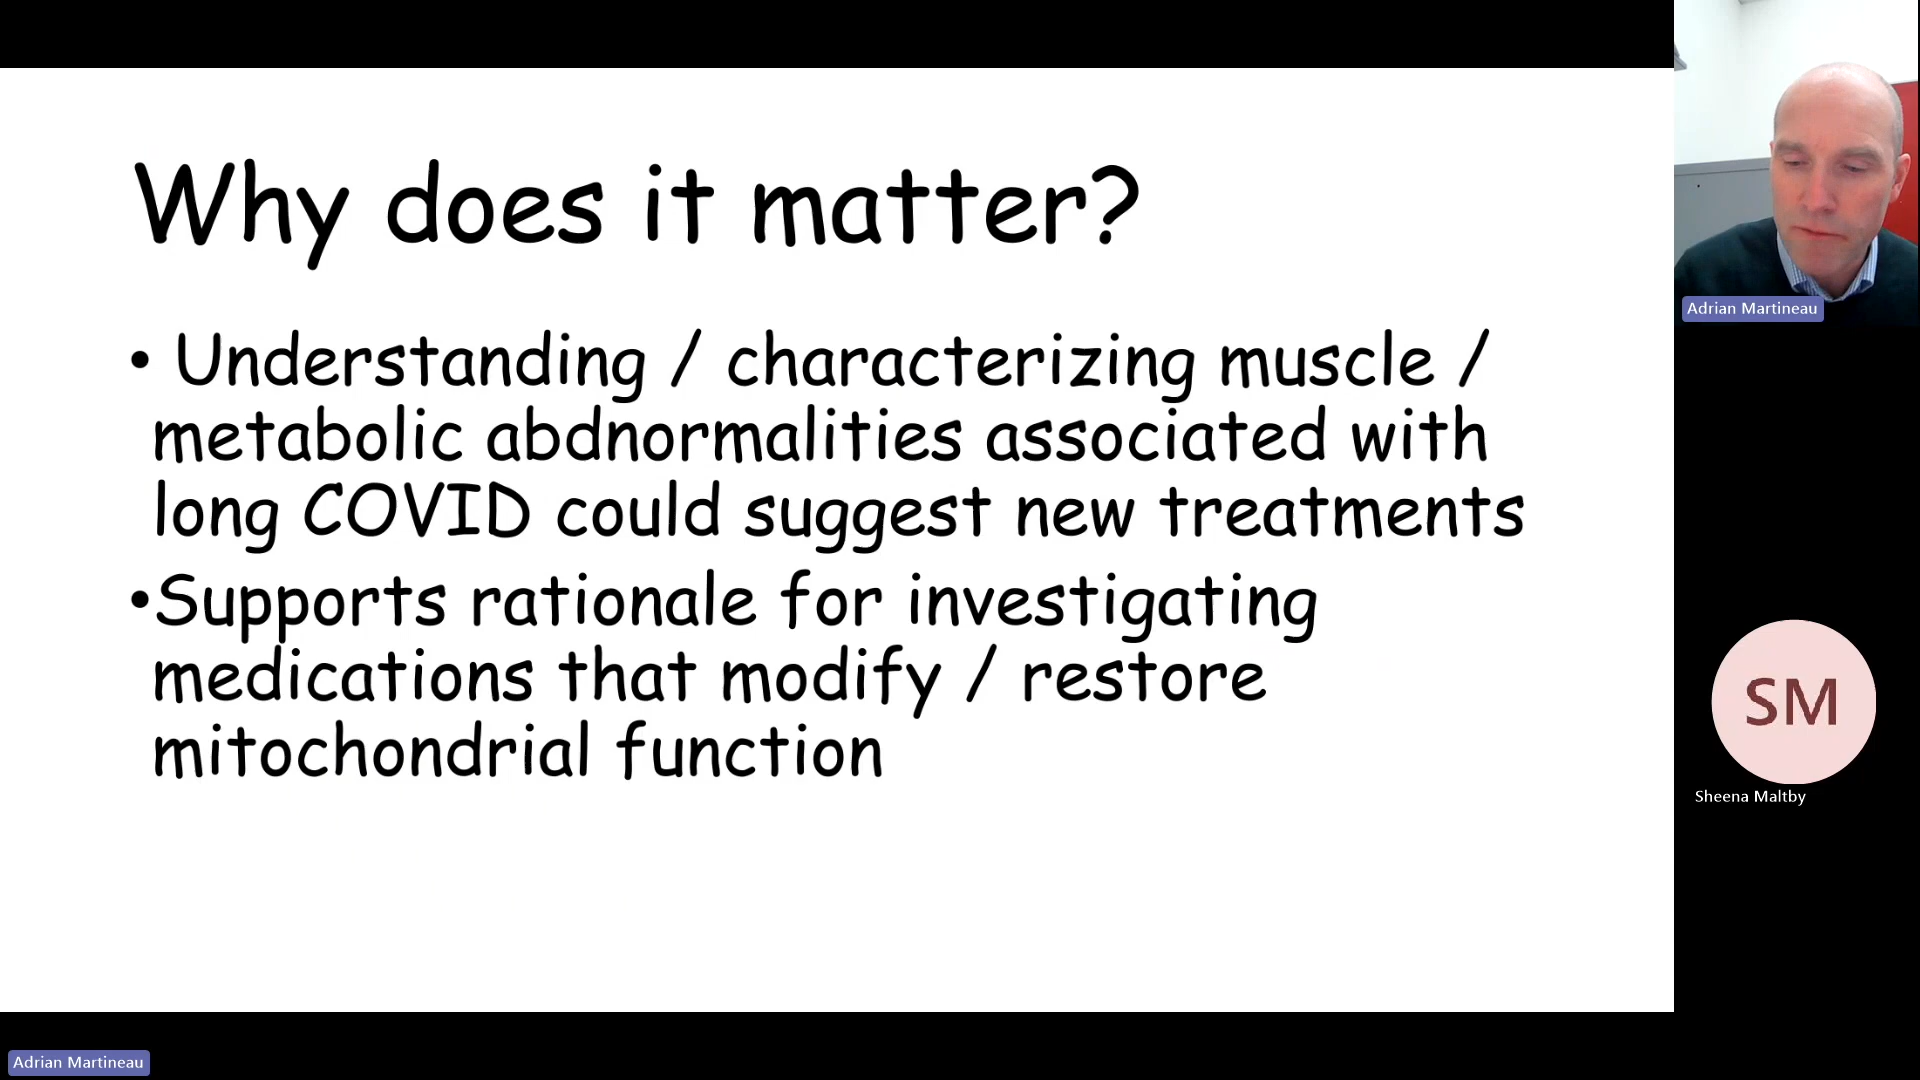 Why does it matter?
• Understanding / characterizing muscle /
metabolic abdnormalities associated with
long COVID could suggest new treatments
•Supports rationale for investigating
medications that modify / restore
mitochondrial function
Adrian Martineau
SM
Sheena Maltby
Adrian Martineau